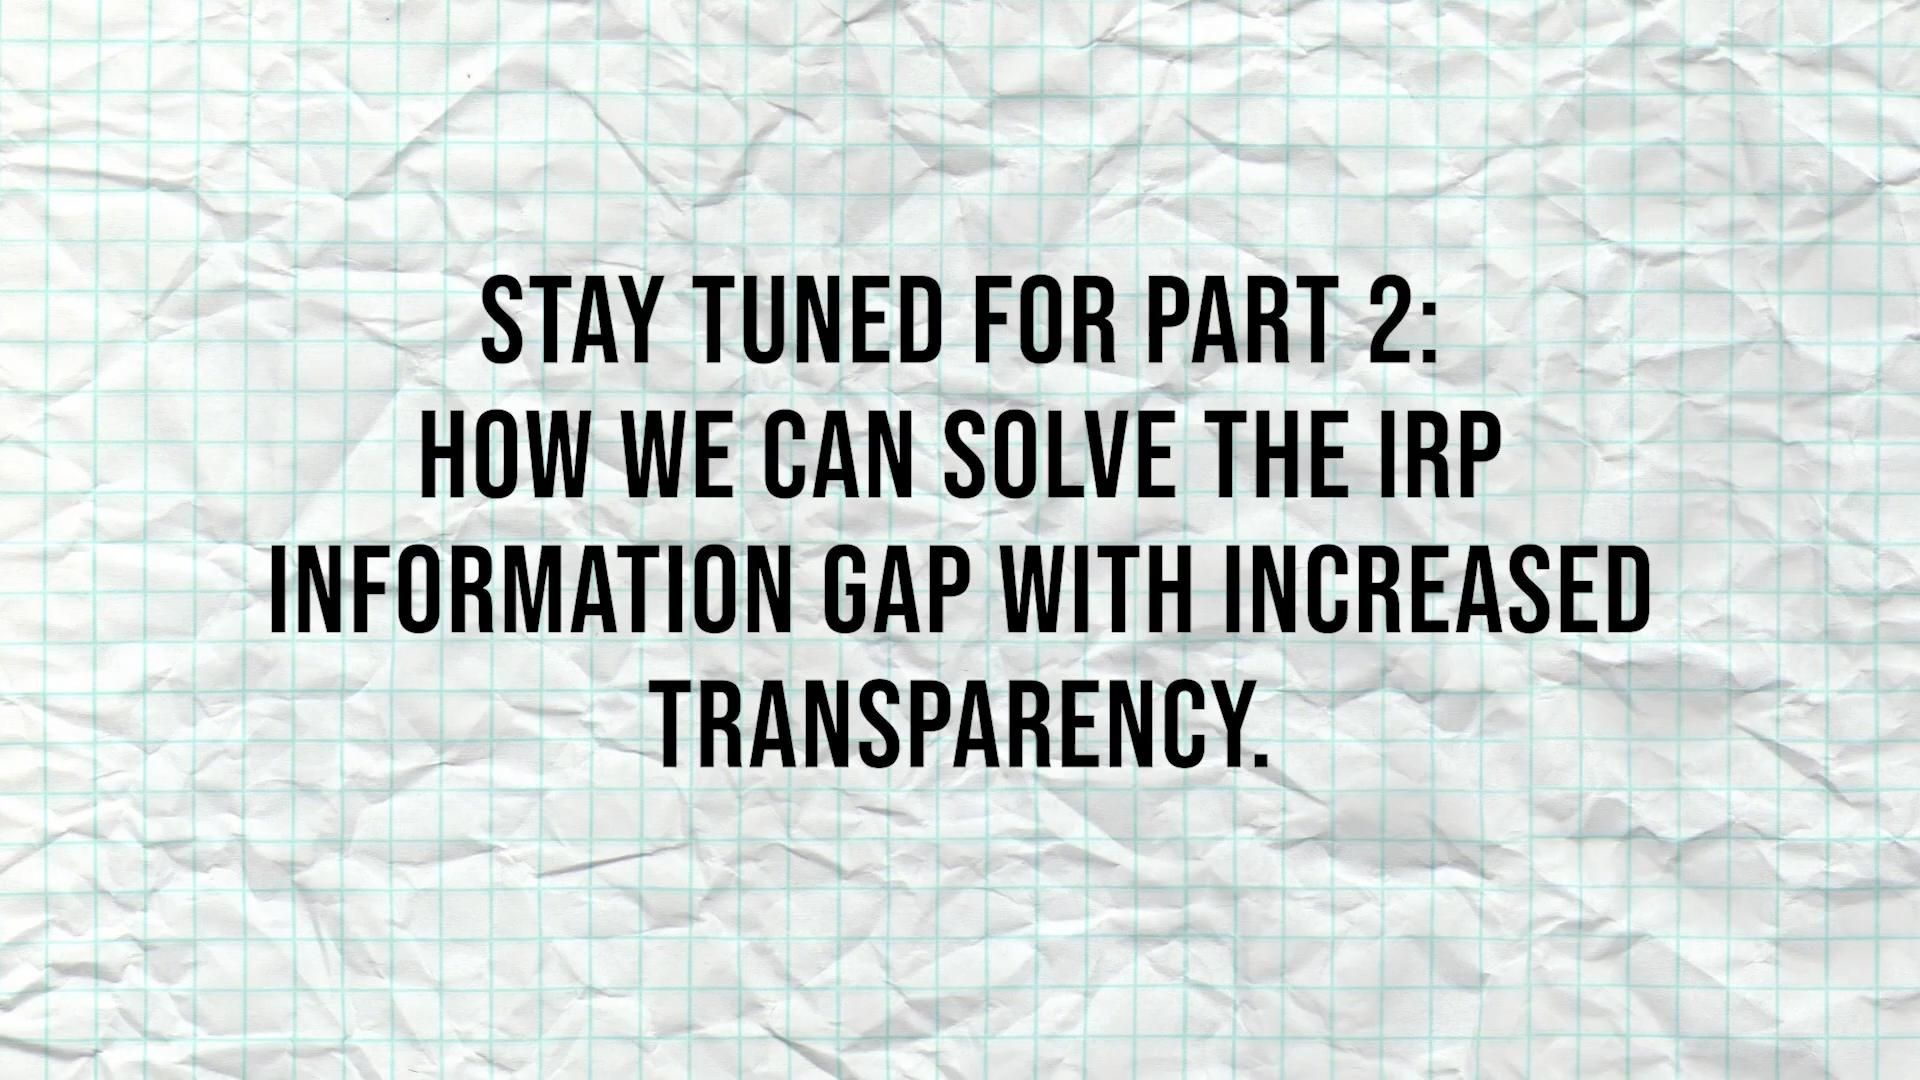 STAY TUNED FOR PART 2:
HOW WE CAN SOLVE THE IRP
INFORMATION GAP WITH INCREASED
TRANSPARENCY.